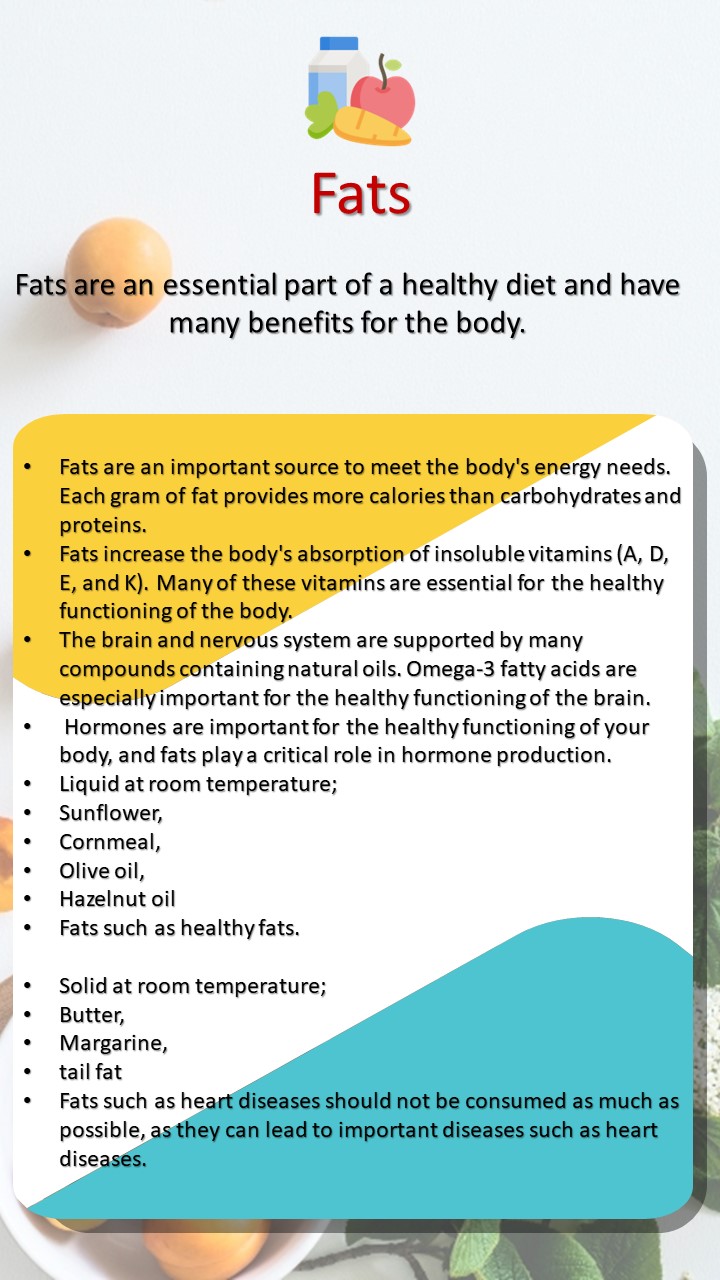 Fats
Fats are an essential part of a healthy diet and have
many benefits for the body.
• Fats are an important source to meet the body's energy needs.
Each gram of fat provides more calories than carbohydrates and
proteins.
• Fats increase the body's absorption of insoluble vitamins (A, D,
E, and K). Many of these vitamins are essential for the healthy
functioning of the body.
• The brain and nervous system are supported by many
compounds containing natural oils. Omega-3 fatty acids are
especially important for the healthy functioning of the brain.
• Hormones are important for the healthy functioning of your
body, and fats play a critical role in hormone production.
• Liquid at room temperature;
• Sunflower,
• Cornmeal,
• Olive oil,
• Hazelnut oil
• Fats such as healthy fats.
• Solid at room temperature;
• Butter,
• Margarine,
• tail fat
• Fats such as heart diseases should not be consumed as much as
possible, as they can lead to important diseases such as heart
diseases.